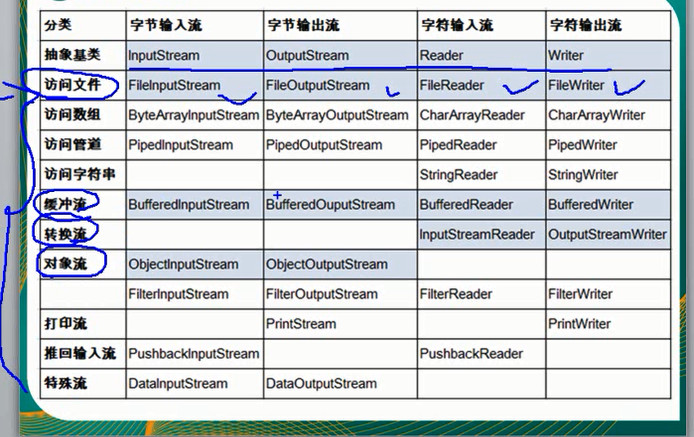 分类 字节输入流 字节输出流 字符输入流 字符输出流
抽象基类 InputStream OutputStream Reader Writer
访问文件 FileInputStream FileOutputStream FileReader FileWriter
访问数组 ByteArrayInputStream ByteArrayOutputStream CharArrayReader CharArrayWriter
访问管道 PipedInputStream PipedOutputStream PipedReader PipedWriter
访问字符串 StringReader StringWriter
缓冲流 BufferedInputStream BufferedOuputStream BufferedReader BufferedWriter
转换流 InputStreamReader OutputStreamWriter
对象流 ObjectInputStream ObjectOutputStream
FilterInputStream FilterOutputStream FilterReader FilterWriter
打印流 PrintStream PrintWriter
推回输入流 PushbackInputStream PushbackReader
特殊流 DataInputStream DataOutputStream